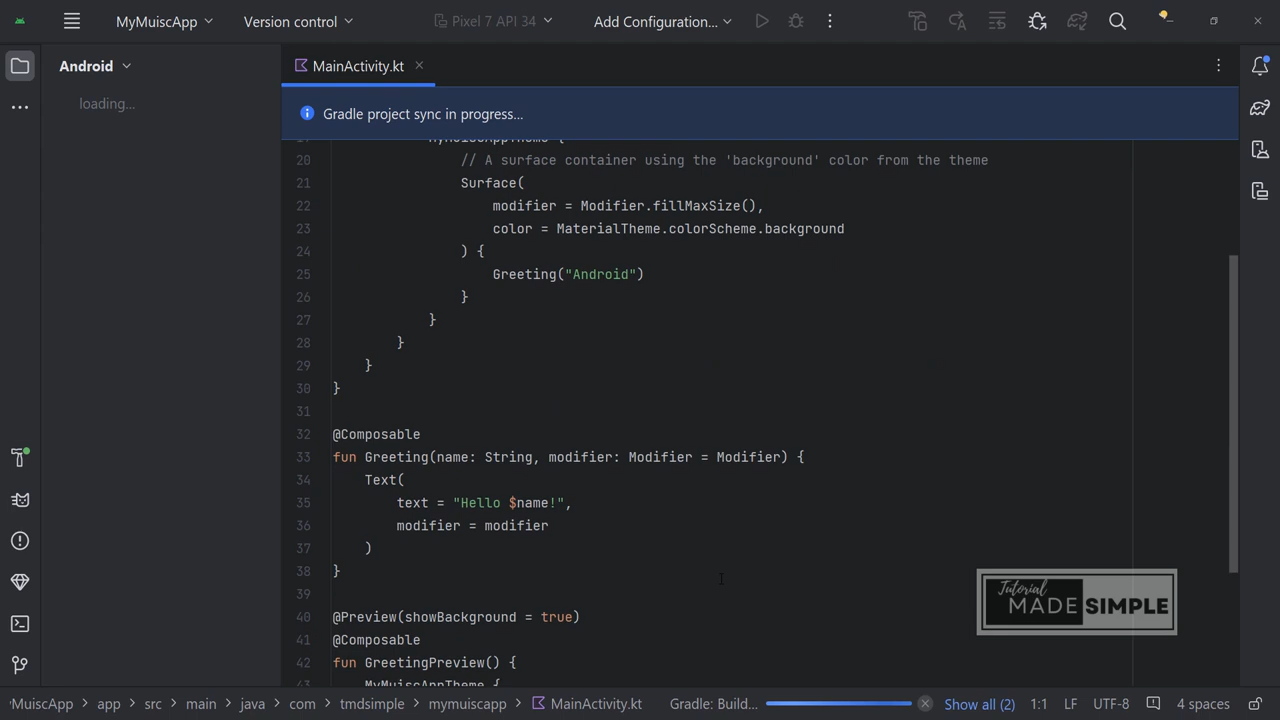 MyMuiscApp
Version control
Pixel 7 API 34
Add Configuration...
Android
MainActivity.kt
loading...
Gradle project sync in progress...
20 // A surface container using the 'background' color from the theme
21 Surface(
22 modifier = Modifier.fillMaxSize(),
23 color = MaterialTheme.colorScheme.background
24 ) {
25 Greeting("Android")
26 }
27 }
28 }
29 }
30 }
31
32 @Composable
33 fun Greeting(name: String, modifier: Modifier = Modifier) {
34 Text(
35 text = "Hello $name!",
36 modifier = modifier
37 )
38 }
39
40 @Preview(showBackground = true)
41 @Composable
42 fun GreetingPreview() {
MyMuiscAppTheme {
Tutorial
MADE SIMPLE
MuiscApp > app > src > main > java > com > tmdsimple > mymuiscapp > MainActivity.kt
Gradle: Build...
Show all (2)
1:1
LF
UTF-8
4 spaces